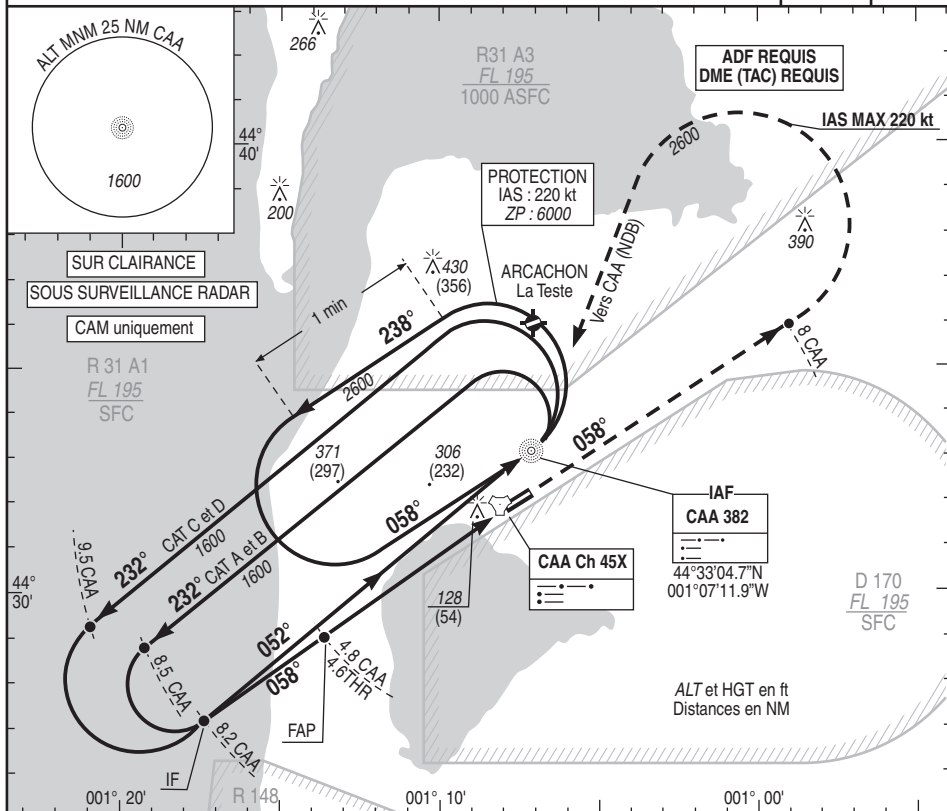 ALT MNM 25 NM CAA
1600
44°
40'
266
200
R31 A3
FL 195
1000 ASFC
ADF REQUIS
DME (TAC) REQUIS
IAS MAX 220 kt
2600
PROTECTION
IAS : 220 kt
ZP : 6000
390
SUR CLAIRANCE
SOUS SURVEILLANCE RADAR
CAM uniquement
430
(356)
ARCACHON
La Teste
Vers CAA (NDB)
1 min
238°
2600
8 CAA
R 31 A1
FL 195
SFC
371
(297)
306
(232)
058°
058°
IAF
CAA 382
44°33'04.7"N
001°07'11.9"W
CAA Ch 45X
9.5 CAA
232°
CAT C et D
1600
232°
CAT A et B
1600
44°
30'
128
(54)
D 170
FL 195
SFC
052°
058°
4.8 CAA
4.6THR
8.5 CAA
8.2 CAA
FAP
IF
ALT et HGT en ft
Distances en NM
001° 20'
R 148
001° 10'
001° 00'